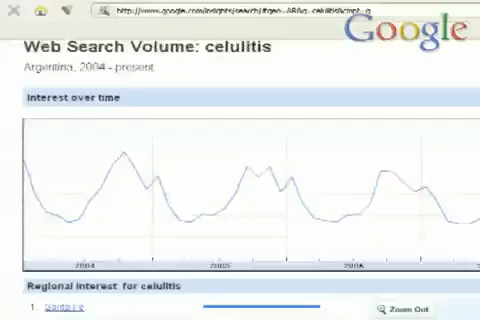 Google
Web Search Volume: celulitis
Argentina, 2004 - present
Interest over time
2004 2005 2006
Regional interest for celulitis
1. Santa Fe
Zoom Out